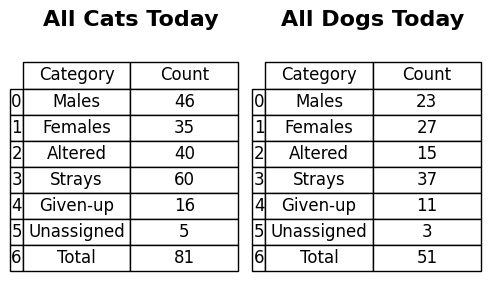 All Cats Today
Category Count
0 Males 46
1 Females 35
2 Altered 40
3 Strays 60
4 Given-up 16
5 Unassigned 5
6 Total 81
All Dogs Today
Category Count
0 Males 23
1 Females 27
2 Altered 15
3 Strays 37
4 Given-up 11
5 Unassigned 3
6 Total 51